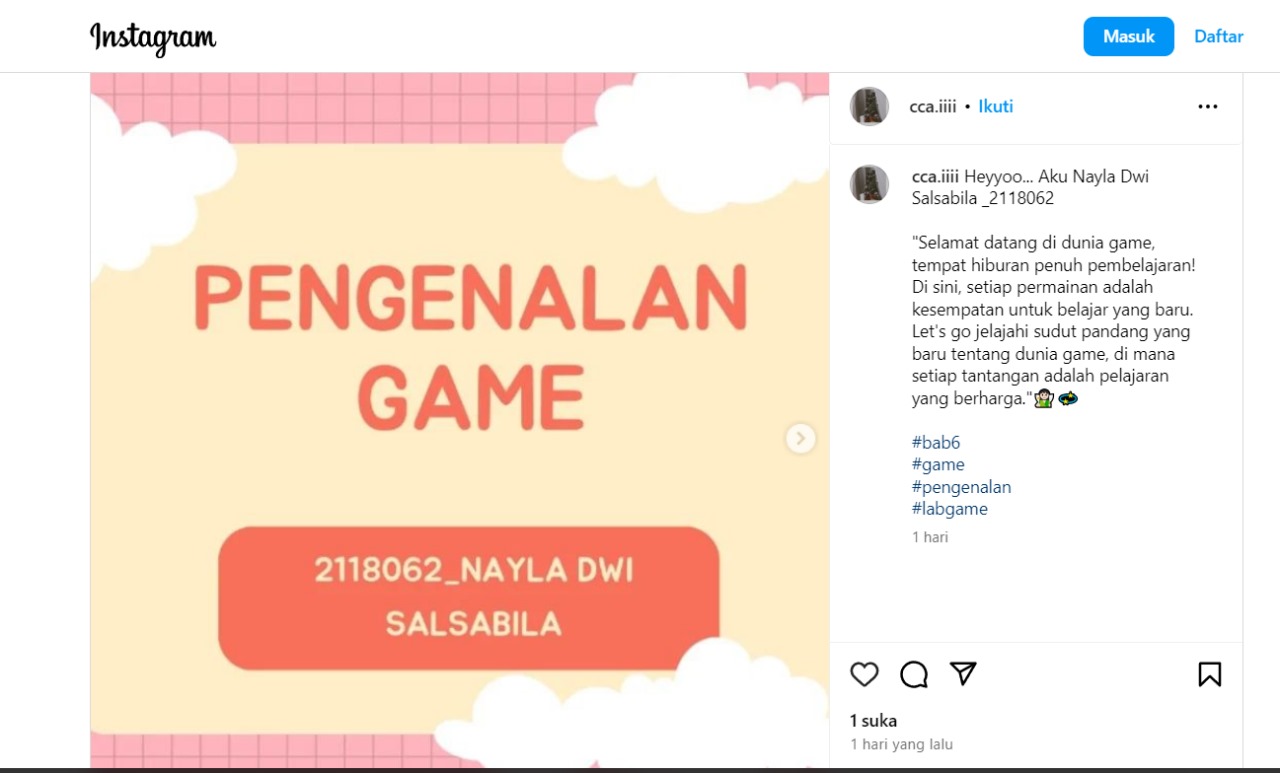 Instagram
Masuk
Daftar
PENGENALAN
GAME
2118062_NAYLA DWI
SALSABILA
cca.iiii • Ikuti
cca.iiii Heyyoo... Aku Nayla Dwi
Salsabila _2118062
"Selamat datang di dunia game,
tempat hiburan penuh pembelajaran!
Di sini, setiap permainan adalah
kesempatan untuk belajar yang baru.
Let's go jelajahi sudut pandang yang
baru tentang dunia game, di mana
setiap tantangan adalah pelajaran
yang berharga."
#bab6
#game
#pengenalan
#labgame
1 hari
1 suka
1 hari yang lalu